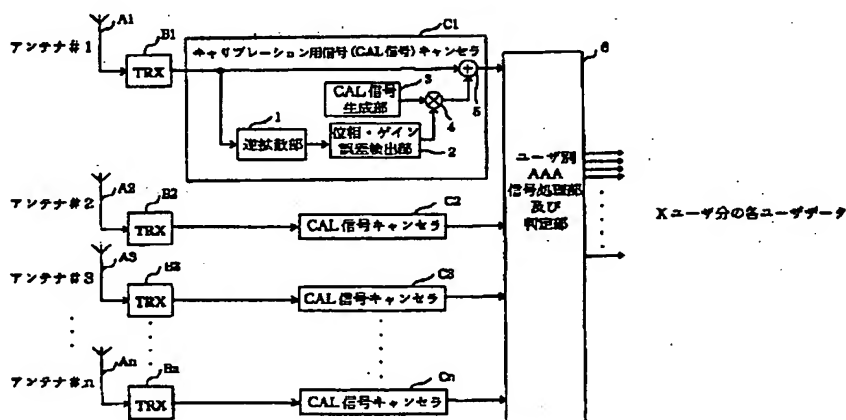 A1
アンテナ#1
B1
TRX
C1
キャリブレーション用信号(CAL信号)キャンセラ
3
CAL信号
生成部
4
5
1
逆拡散部
位相・ゲイン
誤差検出部
2
6
ユーザ別
AAA
信号処理部
及び
判定部
Xユーザ分の各ユーザデータ
A2
アンテナ#2
B2
TRX
C2
CAL信号キャンセラ
A3
アンテナ#3
B3
TRX
C3
CAL信号キャンセラ
An
アンテナ#n
Bn
TRX
Cn
CAL信号キャンセラ